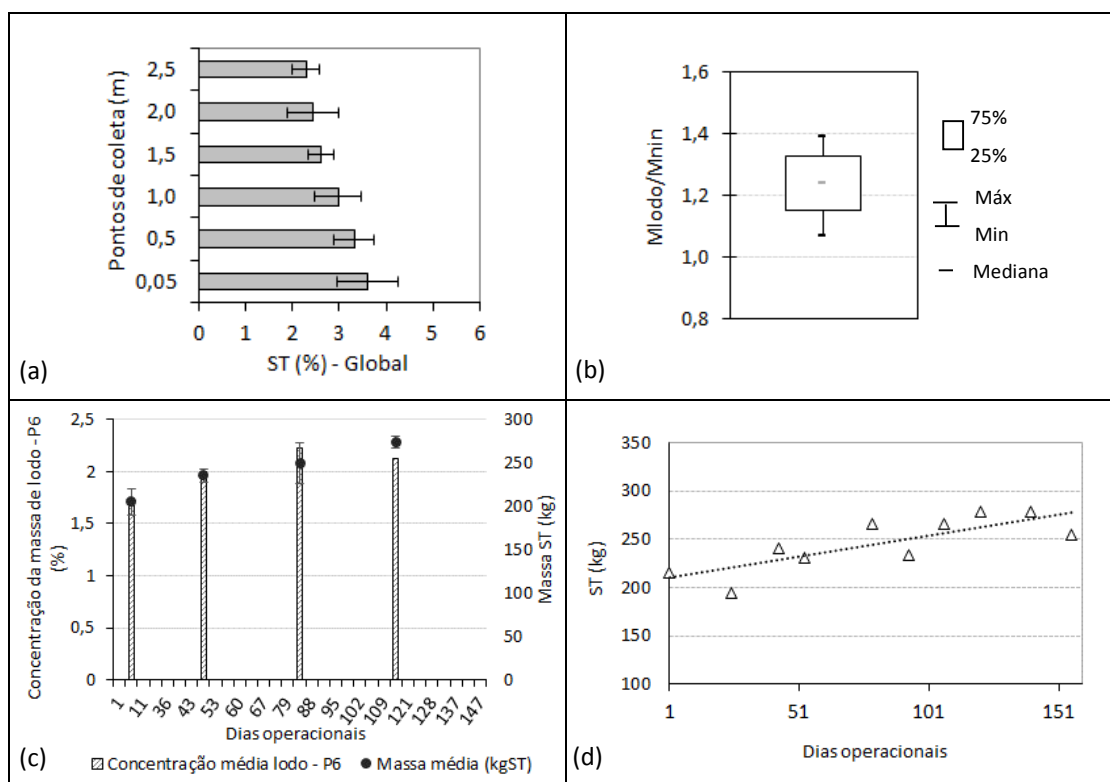 Pontos de coleta (m)
2,5
2,0
1,5
1,0
0,5
0,05
0 1 2 3 4 5 6
ST (%) - Global
(a)
Mlodo/Mnin
1,6
1,4
1,2
1,0
0,8
75%
25%
Máx
Min
Mediana
(b)
Concentração da massa de lodo - P6
(%)
2,5
2
1,5
1
0,5
0
300
250
200
150
100
50
0
Massa ST (kg)
1 11 36 43 53 60 67 79 88 95 102 109 121 128 137 147
Dias operacionais
Concentração média lodo - P6 Massa média (kgST)
(c)
ST (kg)
350
300
250
200
150
100
1 51 101 151
Dias operacionais
(d)